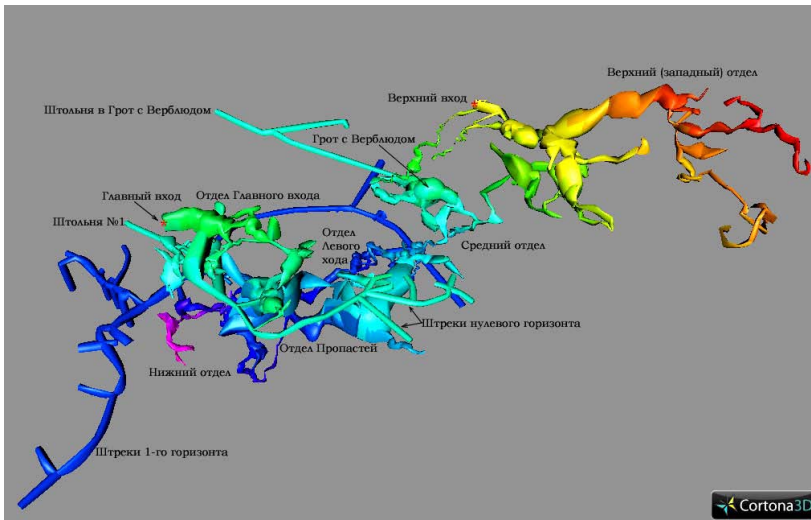 Верхний (западный) отдел
Штольня в Грот с Верблюдом
Верхний вход
Грот с Верблюдом
Главный вход
Отдел Главного входа
Штольня №1
Отдел
Левого
хода
Средний отдел
Штреки нулевого горизонта
Отдел Пропастей
Нижний отдел
Штреки 1-го горизонта
Cortona3D